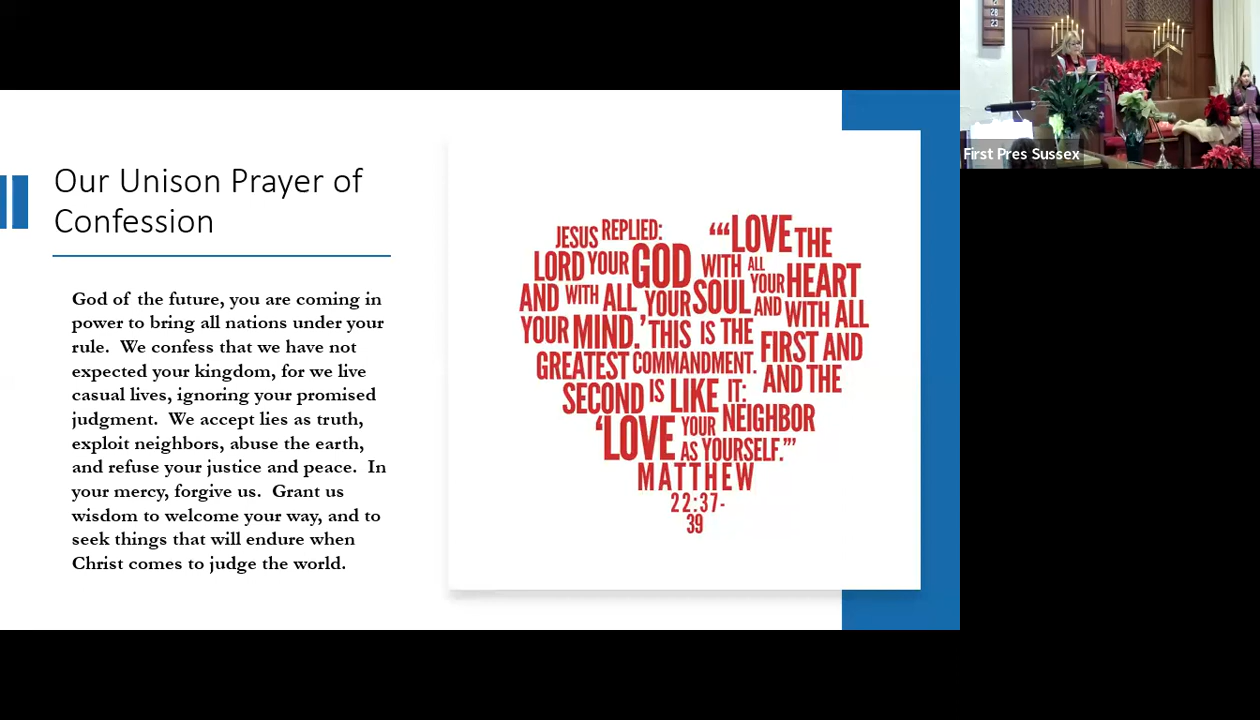 Our Unison Prayer of
Confession
God of the future, you are coming in
power to bring all nations under your
rule. We confess that we have not
expected your kingdom, for we live
casual lives, ignoring your promised
judgment. We accept lies as truth,
exploit neighbors, abuse the earth,
and refuse your justice and peace. In
your mercy, forgive us. Grant us
wisdom to welcome your way, and to
seek things that will endure when
Christ comes to judge the world.
JESUS REPLIED: “‘“LOVE THE
LORD YOUR GOD WITH ALL YOUR HEART
AND WITH ALL YOUR SOUL AND WITH ALL
YOUR MIND.’ THIS IS THE FIRST AND
GREATEST COMMANDMENT. AND THE
SECOND IS LIKE IT:
‘LOVE YOUR NEIGHBOR
AS YOURSELF.’”
MATTHEW
22:37-
39
28
23
First Pres Sussex